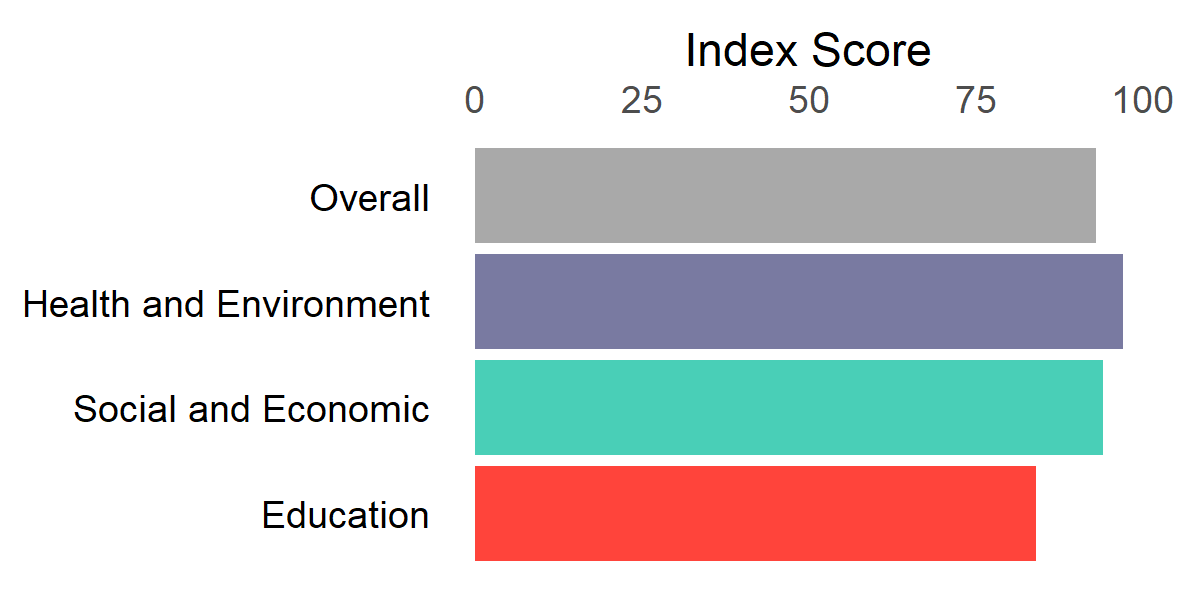 Index Score
0 25 50 75 100
Overall
Health and Environment
Social and Economic
Education